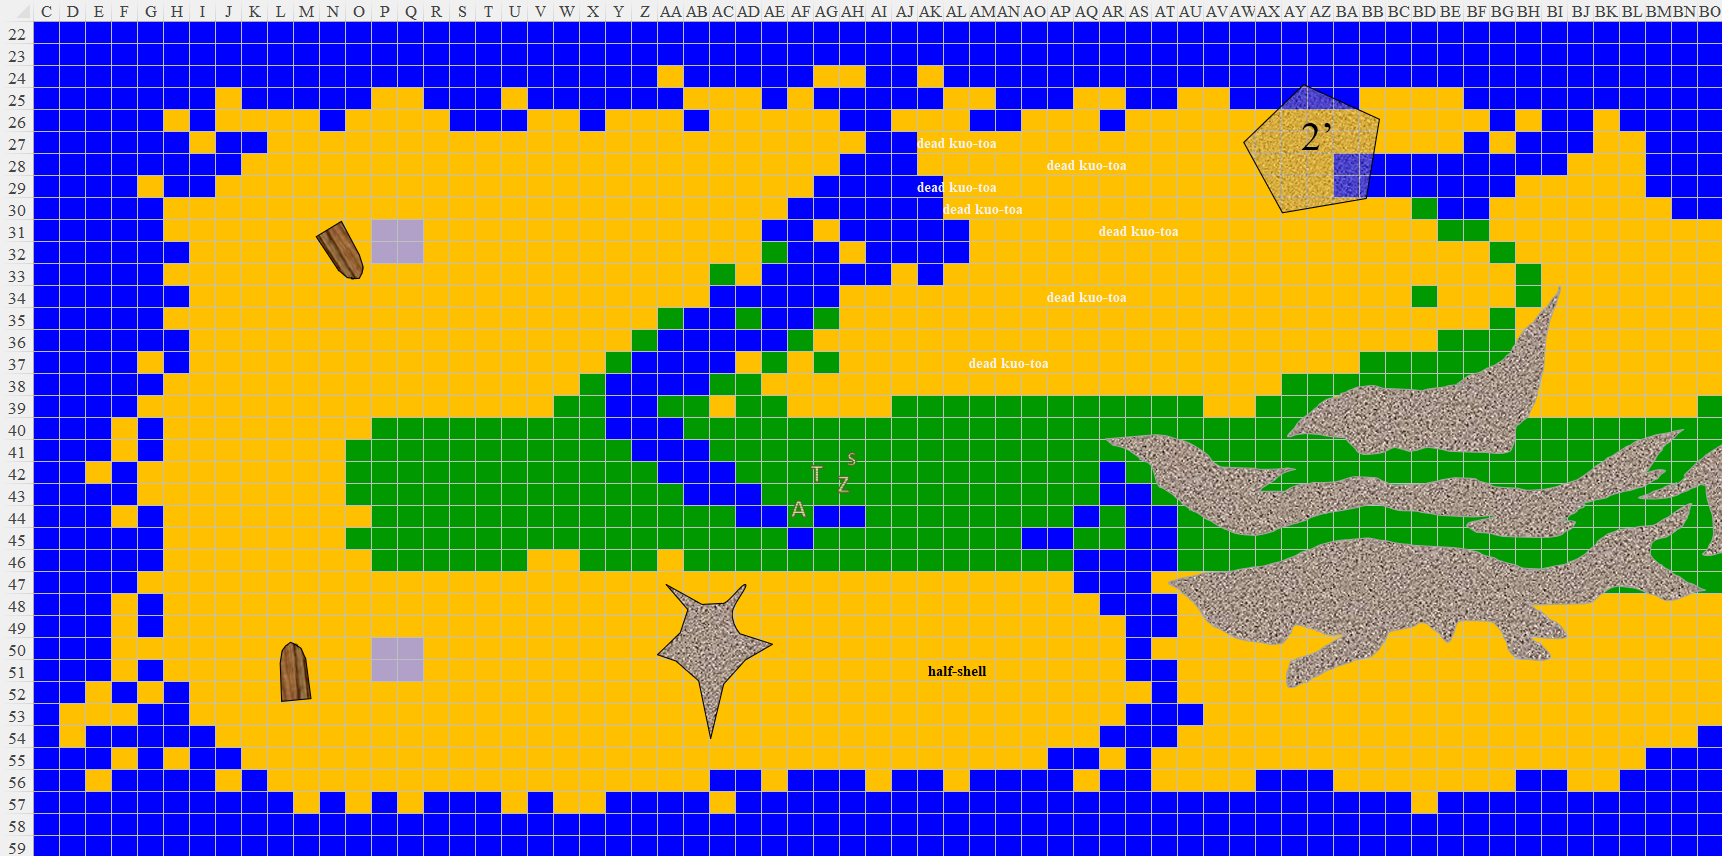 C D E F G H I J K L M N O P Q R S T U V W X Y Z AA AB AC AD AE AF AG AH AI AJ AK AL AM AN AO AP AQ AR AS AT AU AV AW AX AY AZ BA BB BC BD BE BF BG BH BI BJ BK BL BM BN BO
22
23
24
25
26
2’
27 dead kuo-toa
28 dead kuo-toa
29 dead kuo-toa
30 dead kuo-toa
31 dead kuo-toa
32
33
34 dead kuo-toa
35
36
37 dead kuo-toa
38
39
40
41
S
42 T
43 Z
44 A
45
46
47
48
49
50
51 half-shell
52
53
54
55
56
57
58
59